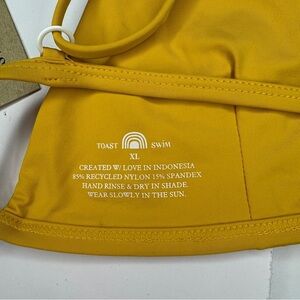 TOAST SWIM
XL
CREATED W/ LOVE IN INDONESIA
85% RECYCLED NYLON 15% SPANDEX
HAND RINSE & DRY IN SHADE.
WEAR SLOWLY IN THE SUN.